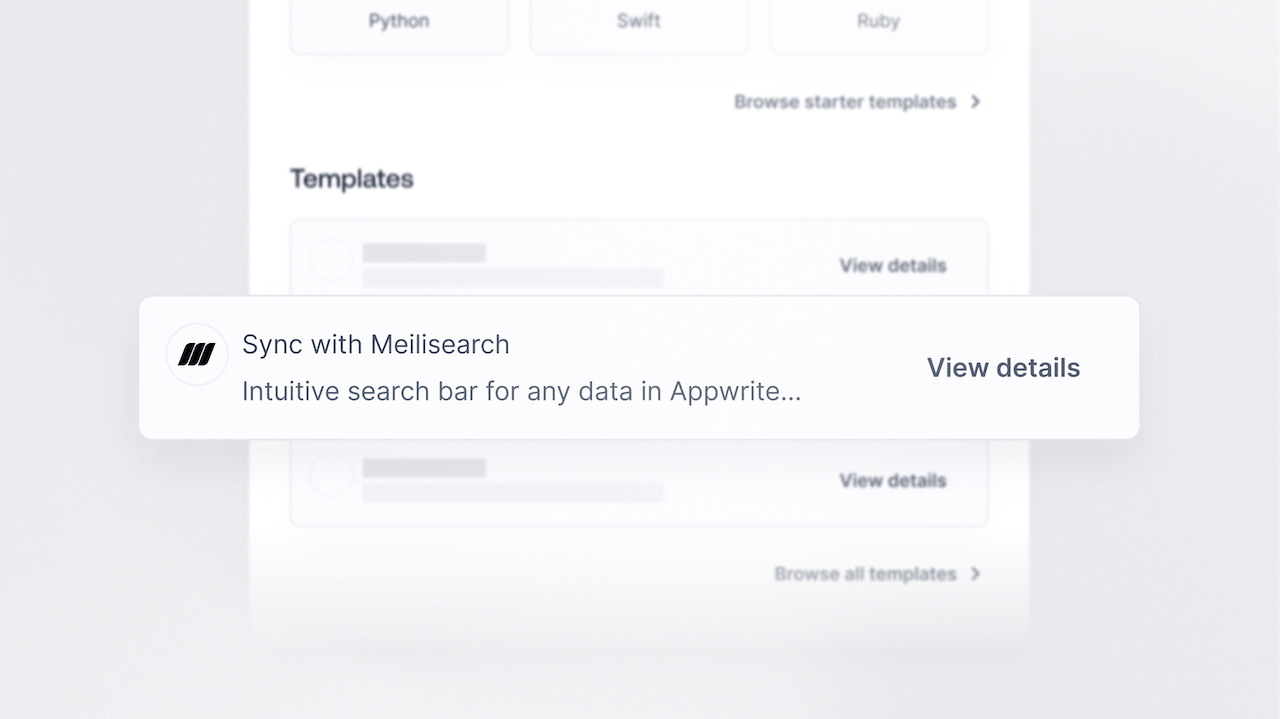 Python
Swift
Ruby
Browse starter templates
Templates
View details
Sync with Meilisearch
Intuitive search bar for any data in Appwrite...
View details
View details
Browse all templates